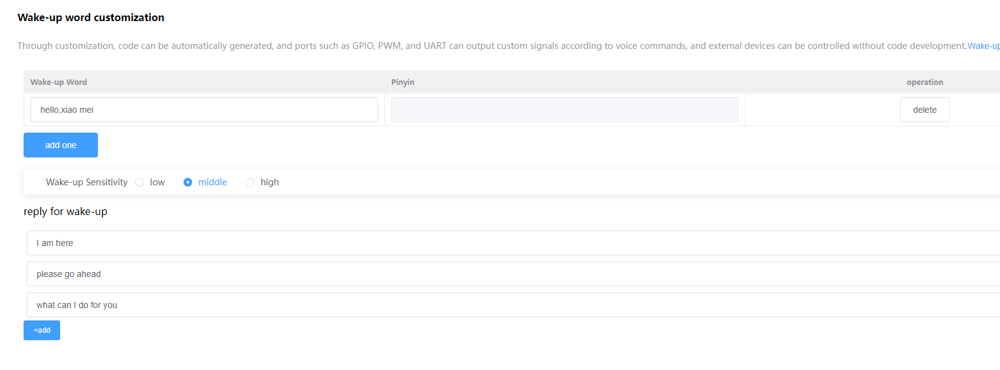 Wake-up word customization
Through customization, code can be automatically generated, and ports such as GPIO, PWM, and UART can output custom signals according to voice commands, and external devices can be controlled without code development.Wake-up
Wake-up Word Pinyin operation
hello,xiao mei delete
add one
Wake-up Sensitivity low middle high
reply for wake-up
I am here
please go ahead
what can I do for you
+add